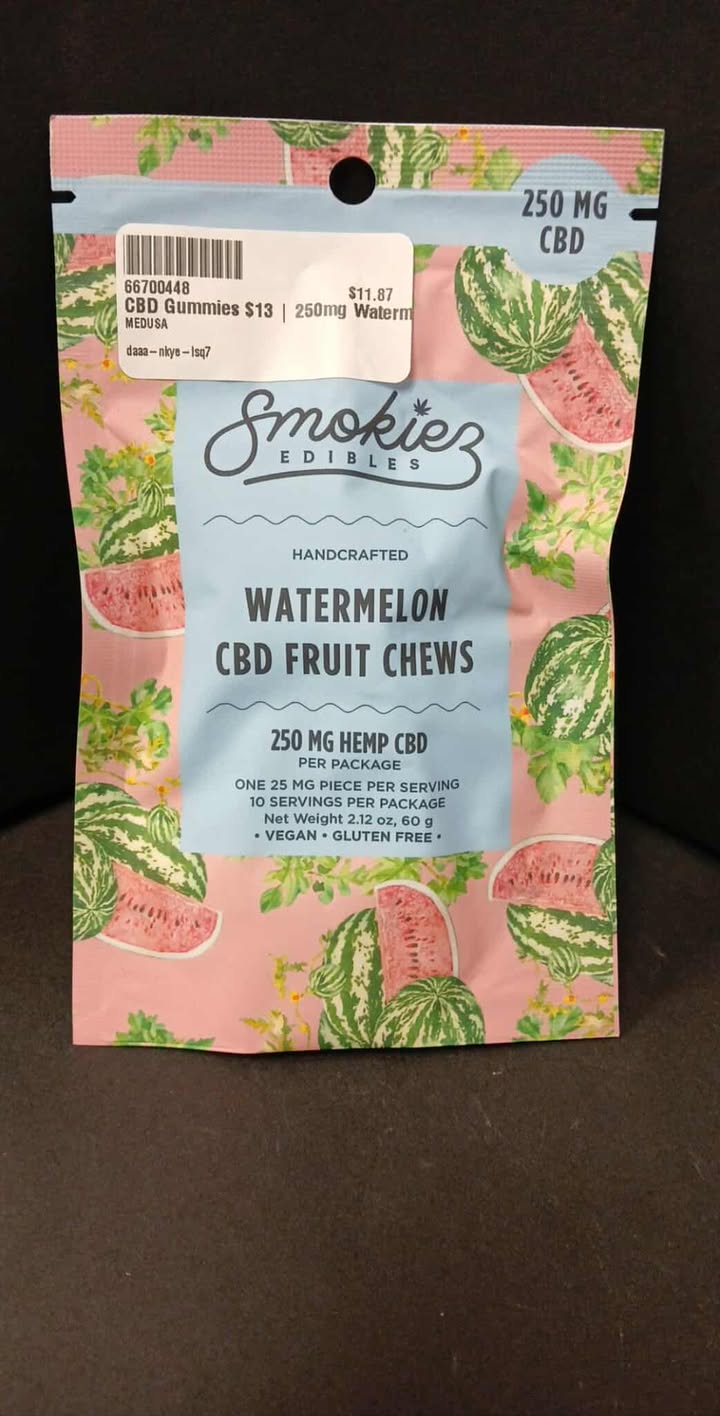 250 MG
CBD
66700448
$11.87
CBD Gummies $13 | 250mg Waterm
MEDUSA
daaa-nkye-lsq7
Smokiez
EDIBLES
HANDCRAFTED
WATERMELON
CBD FRUIT CHEWS
250 MG HEMP CBD
PER PACKAGE
ONE 25 MG PIECE PER SERVING
10 SERVINGS PER PACKAGE
Net Weight 2.12 oz, 60 g
• VEGAN • GLUTEN FREE •